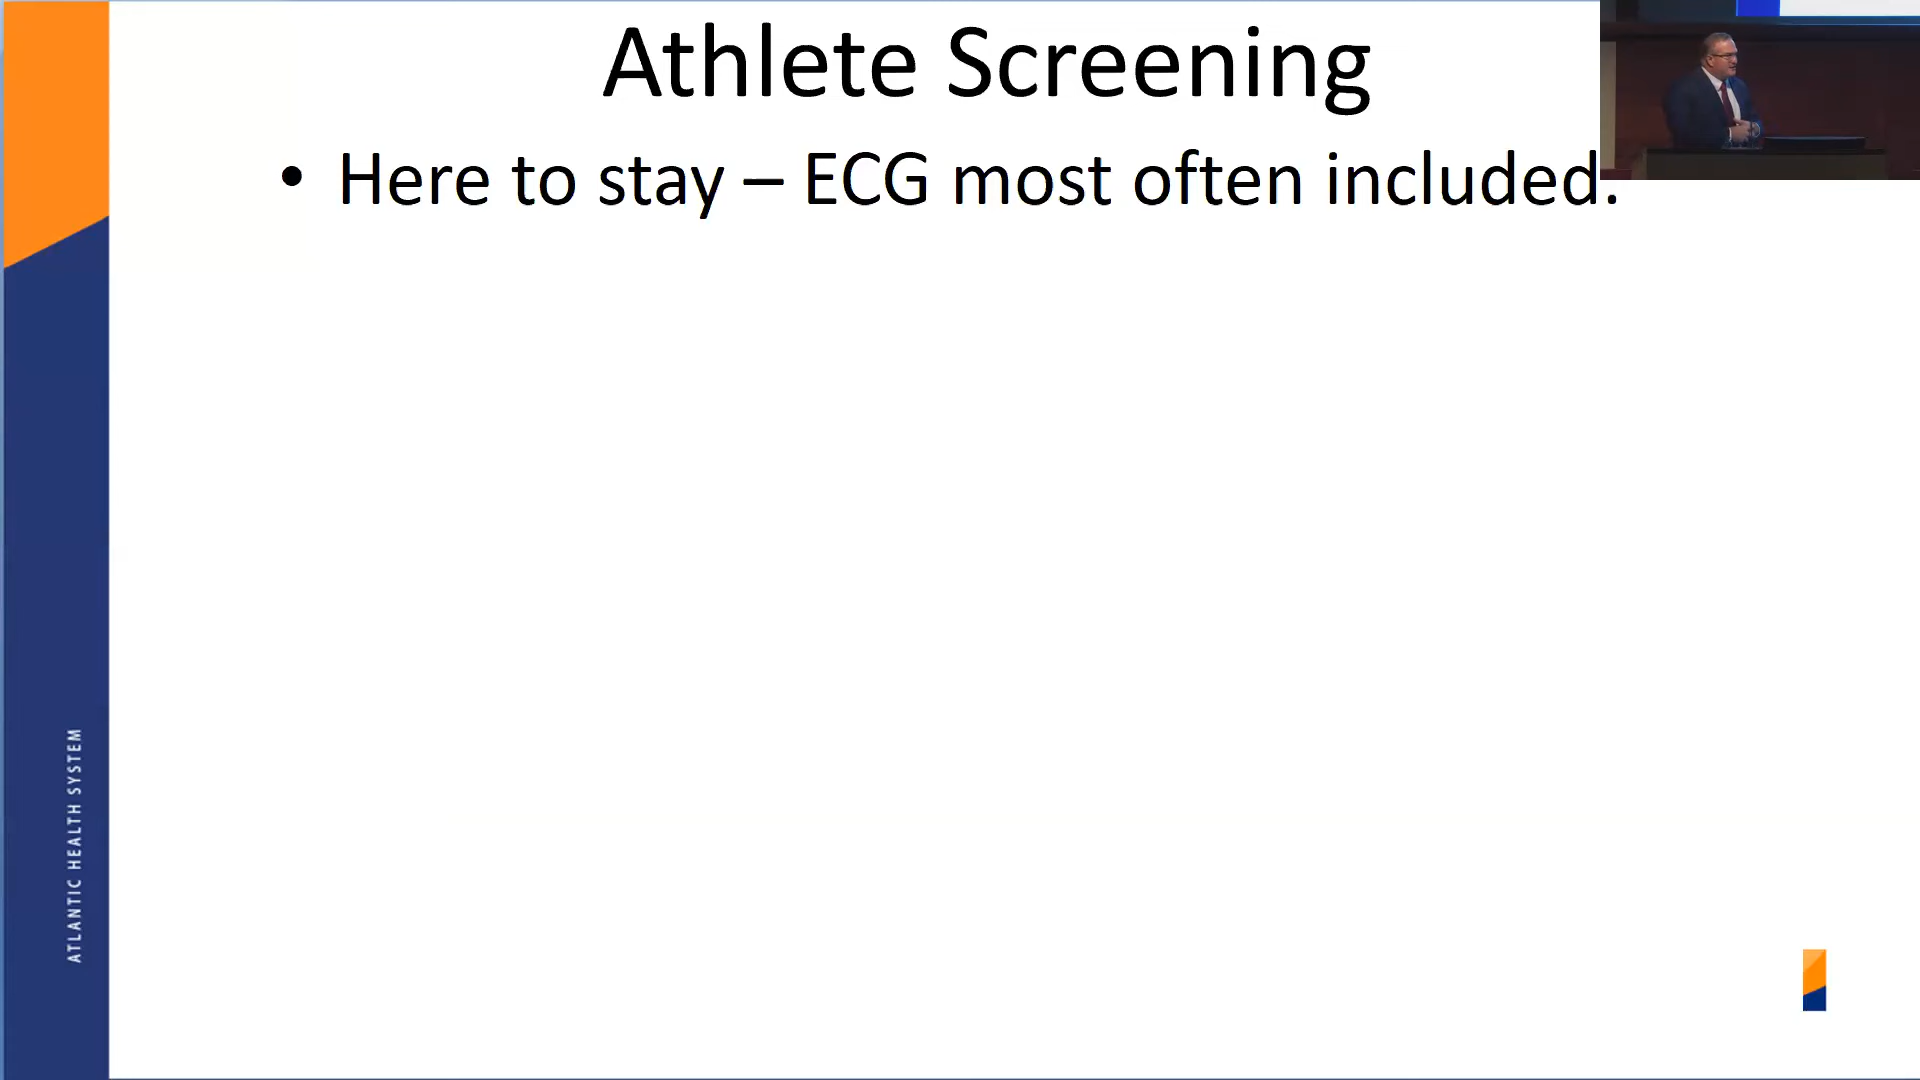 Athlete Screening
• Here to stay – ECG most often included.
ATLANTIC HEALTH SYSTEM